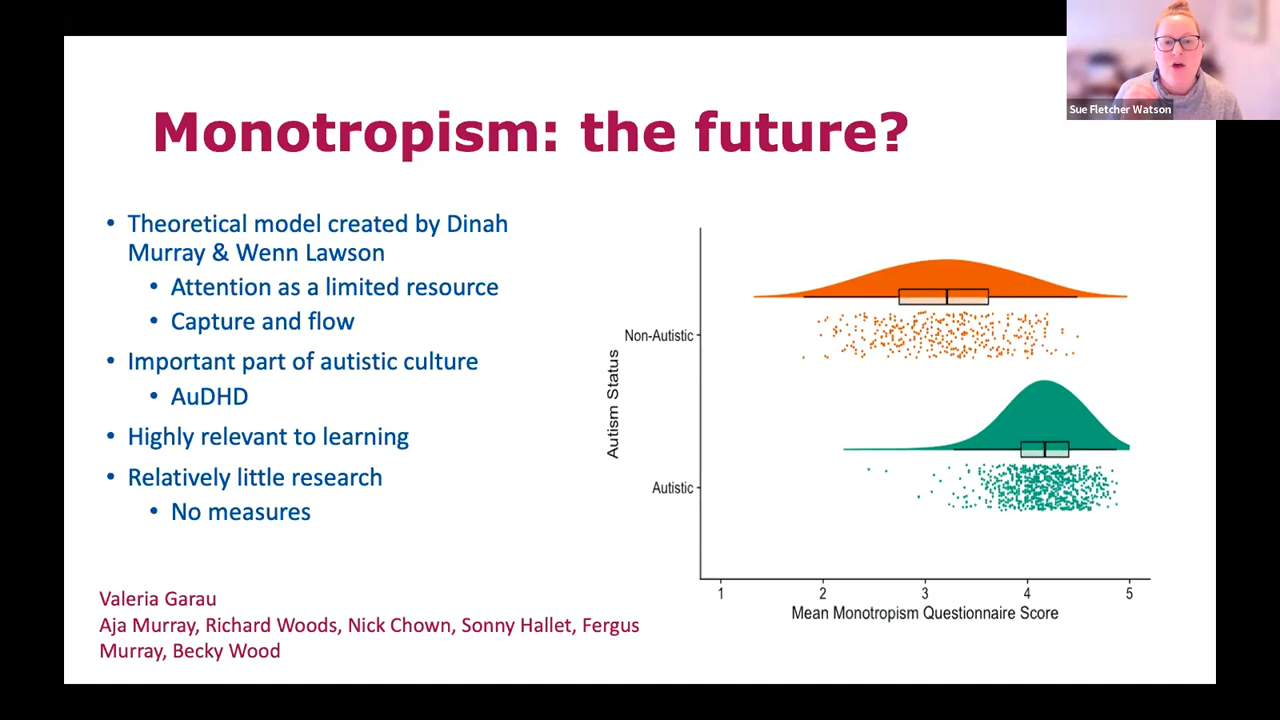 Sue Fletcher Watson
Monotropism: the future?
• Theoretical model created by Dinah
Murray & Wenn Lawson
• Attention as a limited resource
• Capture and flow
• Important part of autistic culture
• AuDHD
• Highly relevant to learning
• Relatively little research
• No measures
Valeria Garau
Aja Murray, Richard Woods, Nick Chown, Sonny Hallet, Fergus
Murray, Becky Wood
Autism Status
Non-Autistic
Autistic
1 2 3 4 5
Mean Monotropism Questionnaire Score